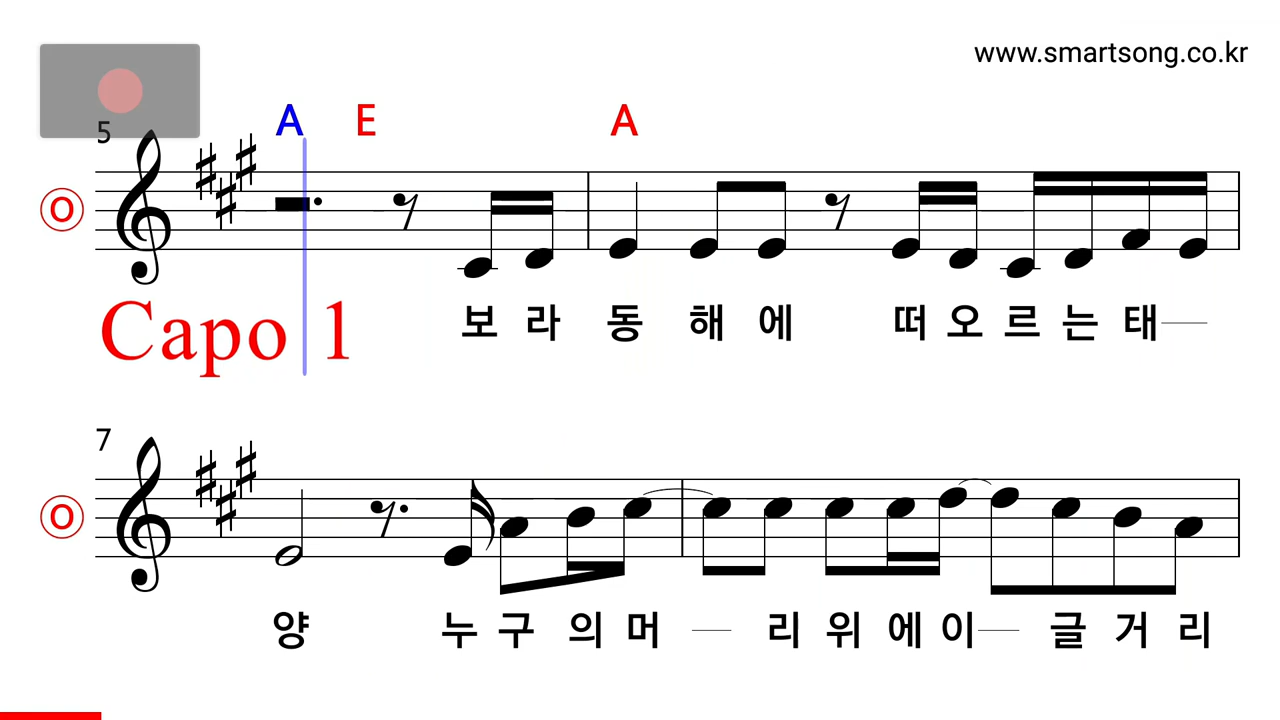 www.smartsong.co.kr
A E A
5
O
Capo 1
보 라 동 해 에 떠 오 르 는 태
7
O
양 누 구 의 머 리 위 에 이 글 거 리